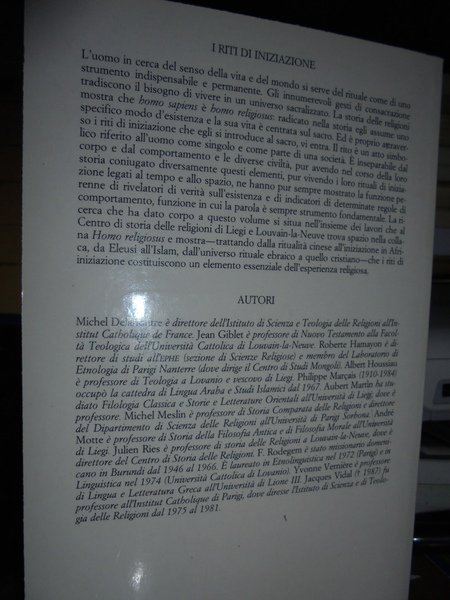 I RITI DI INIZIAZIONE
L'uomo in cerca del senso della vita e del mondo si serve del rituale come di uno
strumento indispensabile e permanente. Gli innumerevoli gesti di consacrazione
tradiscono il bisogno di vivere in un universo sacralizzato. La storia delle religioni
mostra che homo sapiens è homo religiosus: radicato nella storia egli assume uno
specifico modo d'esistenza e la sua vita è centrata sul sacro. Ed è proprio attraver-
so i riti di iniziazione che egli si introduce al sacro, vi entra. Il rito è un atto simbo-
lico riferito all'uomo come singolo e come parte di una società. È inseparabile dal
corpo e dal comportamento e le diverse civiltà, pur avendo nel corso della loro
storia coniugato diversamente questi elementi, pur vivendo i loro rituali di inizia-
zione legati al tempo e allo spazio, ne hanno pur sempre mostrato la funzione pe-
renne di rivelatori di verità sull'esistenza e di indicatori di determinate regole di
comportamento, funzione in cui la parola è sempre strumento fondamentale. La ri-
cerca che ha dato corpo a questo volume si situa nell'insieme dei lavori che al
Centro di storia delle religioni di Liegi e Louvain-la-Neuve trova spazio nella colla-
na Homo religiosus e mostra—trattando dalla ritualità cinese all'iniziazione in Afri-
ca, da Eleusi all'Islam, dall'universo rituale ebraico a quello cristiano—che i riti di
iniziazione costituiscono un elemento essenziale dell'esperienza religiosa.
AUTORI
Michel è direttore dell'Istituto di Scienza e Teologia delle Religioni all'In-
stitut Catholique de France. Jean Giblet è professore di Nuovo Testamento alla Facol-
tà Teologica dell'Università Cattolica di Louvain-la-Neuve. Roberte Hamayon è di-
rettore di studi all'EPHE (sezione di Scienze Religiose) e membro del Laboratorio di
Etnologia di Parigi Nanterre (dove dirige il Centro di Studi Mongoli). Albert Houssiau
è professore di Teologia a Lovanio e vescovo di Liegi. Philippe Marçais (1910-1984)
occupò la cattedra di Lingua Araba e Studi Islamici dal 1967. Aubert Martin ha stu-
diato Filologia Classica e Storie e Letterature Orientali all'Università di Liegi, dove è
professore. Michel Meslin è professore di Storia Comparata delle Religioni e direttore
del Dipartimento di Scienza delle Religioni all'Università di Parigi Sorbona. André
Motte è professore di Storia della Filosofia Antica e di Filosofia Morale all'Università
di Liegi. Julien Ries è professore di storia delle Religioni a Louvain-la-Neuve, dove è
direttore del Centro di Storia delle Religioni. F. Rodegem è stato missionario domeni-
cano in Burundi dal 1946 al 1966. È laureato in Etnolinguistica nel 1972 (Parigi) e in
Linguistica nel 1974 (Università Cattolica di Lovanio). Yvonne Vernière è professore
di Lingua e Letteratura Greca all'Università di Lione III. Jacques Vidal († 1987) fu
professore all'Institut Catholique di Parigi, dove diresse l'Istituto di Scienza e di Teolo-
gia delle Religioni dal 1975 al 1981.